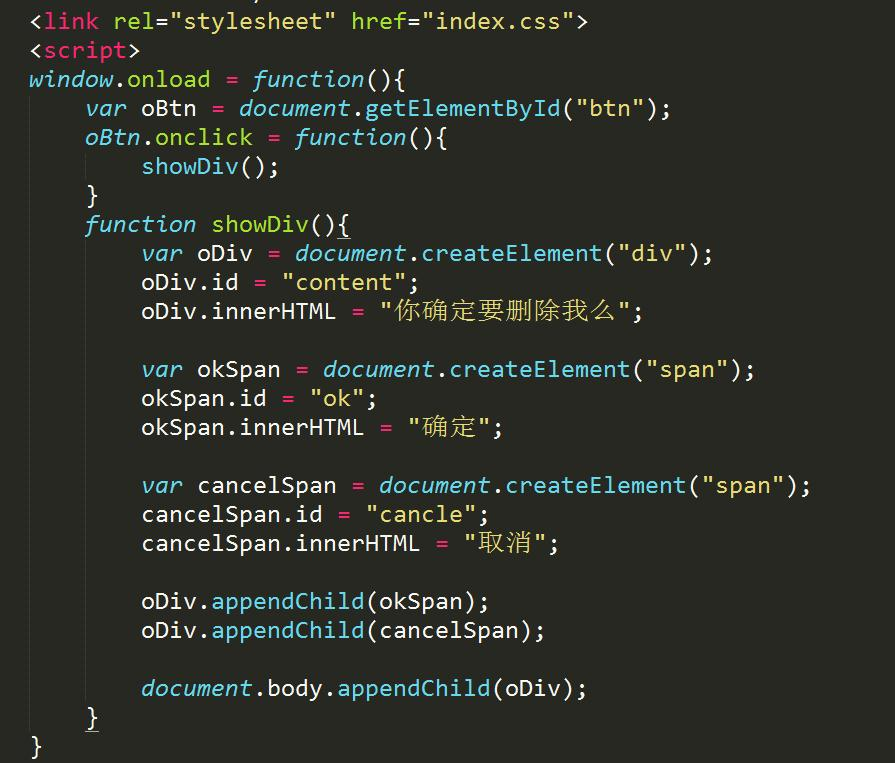 <link rel="stylesheet" href="index.css">
<script>
window.onload = function(){
    var oBtn = document.getElementById("btn");
    oBtn.onclick = function(){
        showDiv();
    }
    function showDiv(){
        var oDiv = document.createElement("div");
        oDiv.id = "content";
        oDiv.innerHTML = "你确定要删除我么";

        var okSpan = document.createElement("span");
        okSpan.id = "ok";
        okSpan.innerHTML = "确定";

        var cancelSpan = document.createElement("span");
        cancelSpan.id = "cancle";
        cancelSpan.innerHTML = "取消";

        oDiv.appendChild(okSpan);
        oDiv.appendChild(cancelSpan);

        document.body.appendChild(oDiv);
    }
}